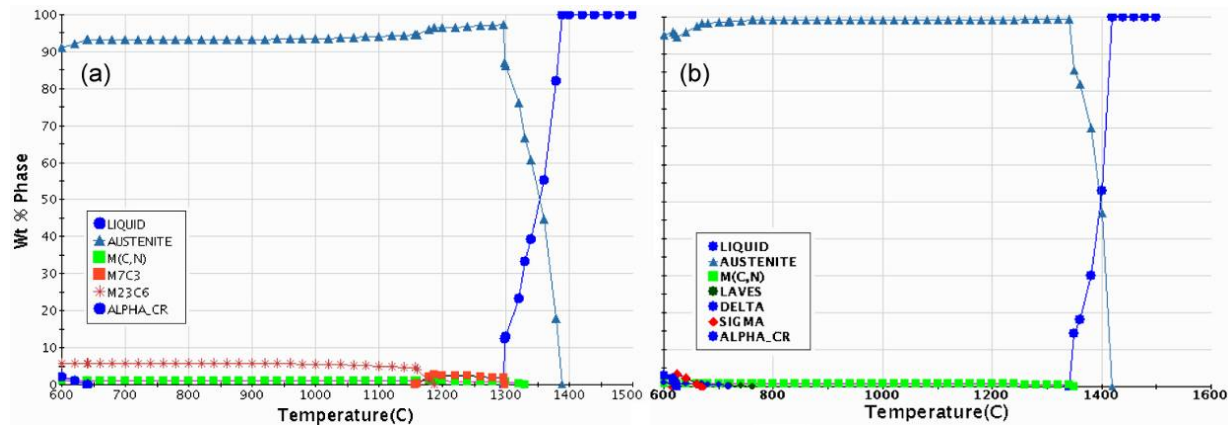 (a)
Wt % Phase
100
90
80
70
60
50
40
30
20
10
0
LIQUID
AUSTENITE
M(C,N)
M7C3
M23C6
ALPHA_CR
600 700 800 900 1000 1100 1200 1300 1400 1500
Temperature(C)
(b)
LIQUID
AUSTENITE
M(C,N)
LAVES
DELTA
SIGMA
ALPHA_CR
600 800 1000 1200 1400 1600
Temperature(C)